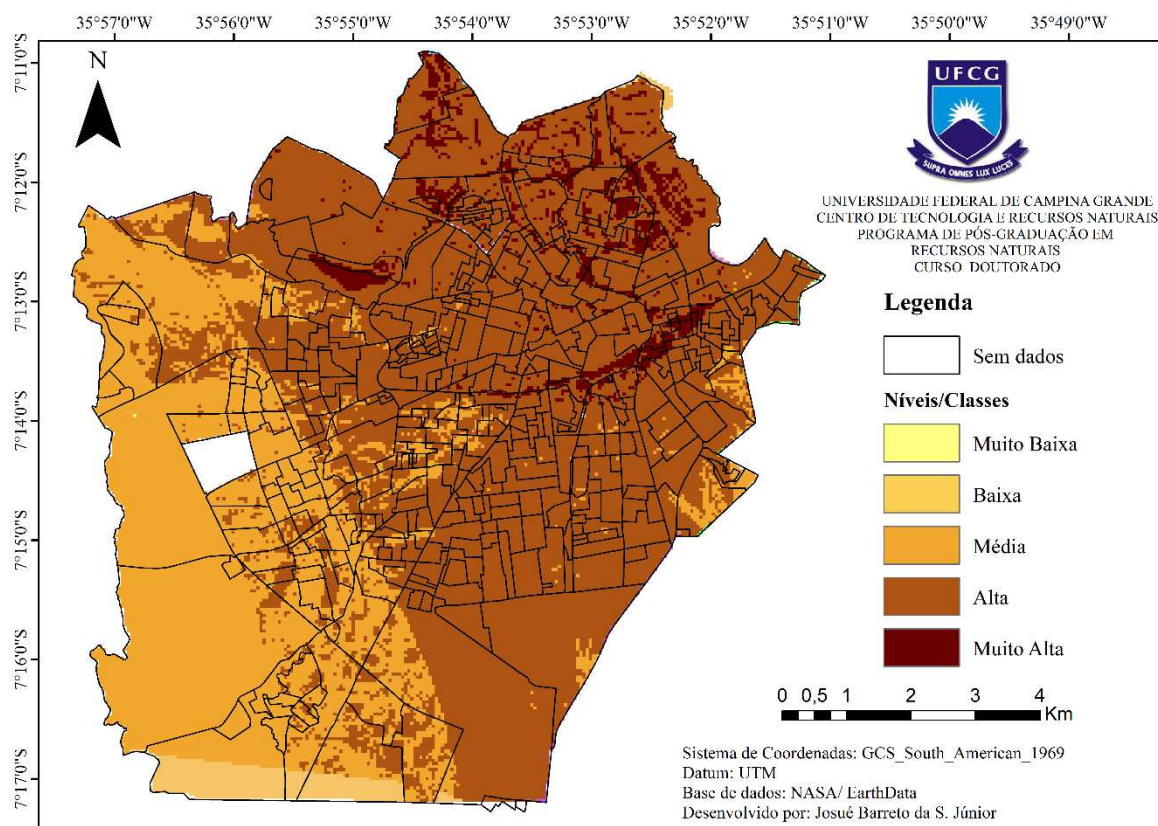 35°57'0"W 35°56'0"W 35°55'0"W 35°54'0"W 35°53'0"W 35°52'0"W 35°51'0"W 35°50'0"W 35°49'0"W
N
7°11'0"S
7°12'0"S
7°13'0"S
7°14'0"S
7°15'0"S
7°16'0"S
7°17'0"S
UFCG
SUPRA OMNES LUX LUCES
UNIVERSIDADE FEDERAL DE CAMPINA GRANDE
CENTRO DE TECNOLOGIA E RECURSOS NATURAIS
PROGRAMA DE PÓS-GRADUAÇÃO EM
RECURSOS NATURAIS
CURSO DOUTORADO
Legenda
Sem dados
Níveis/Classes
Muito Baixa
Baixa
Média
Alta
Muito Alta
0 0,5 1 2 3 4
Km
Sistema de Coordenadas: GCS_South_American_1969
Datum: UTM
Base de dados: NASA/ EarthData
Desenvolvido por: Josué Barreto da S. Júnior